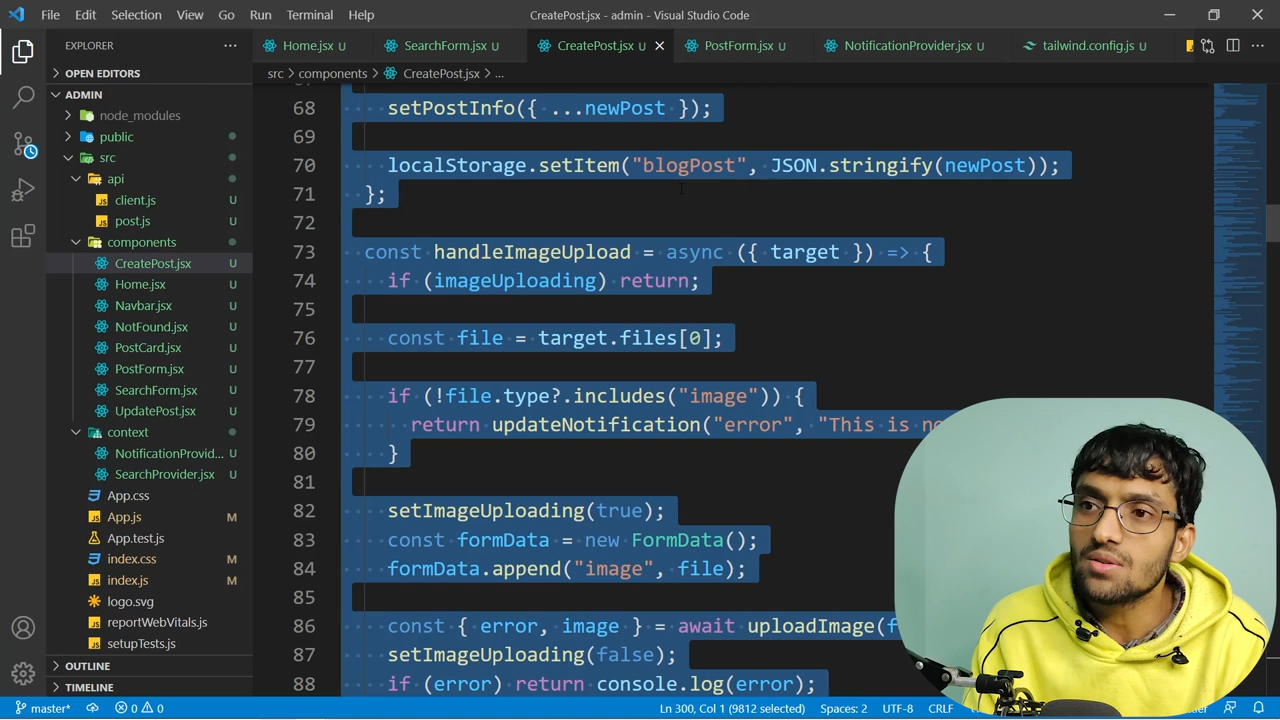 File Edit Selection View Go Run Terminal Help
CreatePost.jsx - admin - Visual Studio Code
EXPLORER
Home.jsx U
SearchForm.jsx U
CreatePost.jsx U
PostForm.jsx U
NotificationProvider.jsx U
tailwind.config.js U
OPEN EDITORS
src > components > CreatePost.jsx > ...
ADMIN
node_modules
public
src
api
client.js U
post.js U
components
CreatePost.jsx U
Home.jsx U
Navbar.jsx U
NotFound.jsx U
PostCard.jsx U
PostForm.jsx U
SearchForm.jsx U
UpdatePost.jsx U
context
NotificationProvid... U
SearchProvider.jsx U
App.css
App.js M
App.test.js
index.css M
index.js M
logo.svg
reportWebVitals.js
setupTests.js
OUTLINE
TIMELINE
68 setPostInfo({ ...newPost });
69
70 localStorage.setItem("blogPost", JSON.stringify(newPost));
71 };
72
73 const handleImageUpload = async ({ target }) => {
74 if (imageUploading) return;
75
76 const file = target.files[0];
77
78 if (!file.type?.includes("image")) {
79 return updateNotification("error", "This is
80 }
81
82 setImageUploading(true);
83 const formData = new FormData();
84 formData.append("image", file);
85
86 const { error, image } = await uploadImage(
87 setImageUploading(false);
88 if (error) return console.log(error);
master* 0 0
Ln 300, Col 1 (9812 selected) Spaces: 2 UTF-8 CRLF